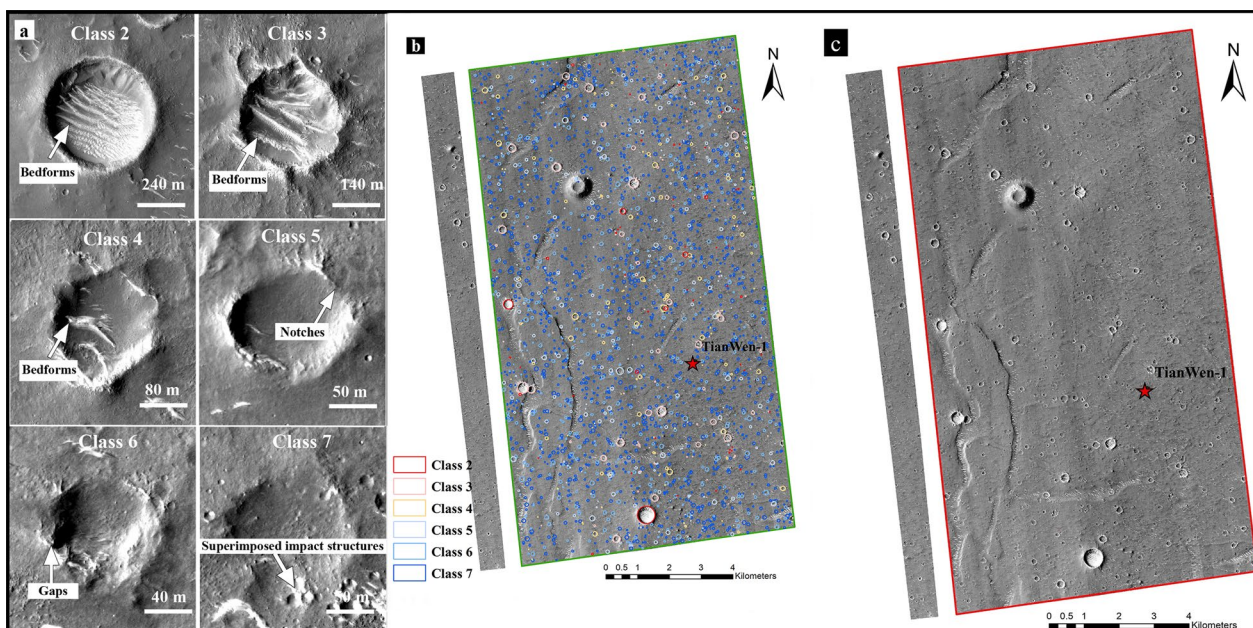 a
Class 2
Bedforms
240 m
Class 3
Bedforms
140 m
Class 4
Bedforms
80 m
Class 5
Notches
50 m
Class 6
Gaps
40 m
Class 7
Superimposed impact structures
50 m
b
N
TianWen-1
Class 2
Class 3
Class 4
Class 5
Class 6
Class 7
0 0.5 1 2 3 4
Kilometers
c
N
TianWen-1
0 0.5 1 2 3 4
Kilometers